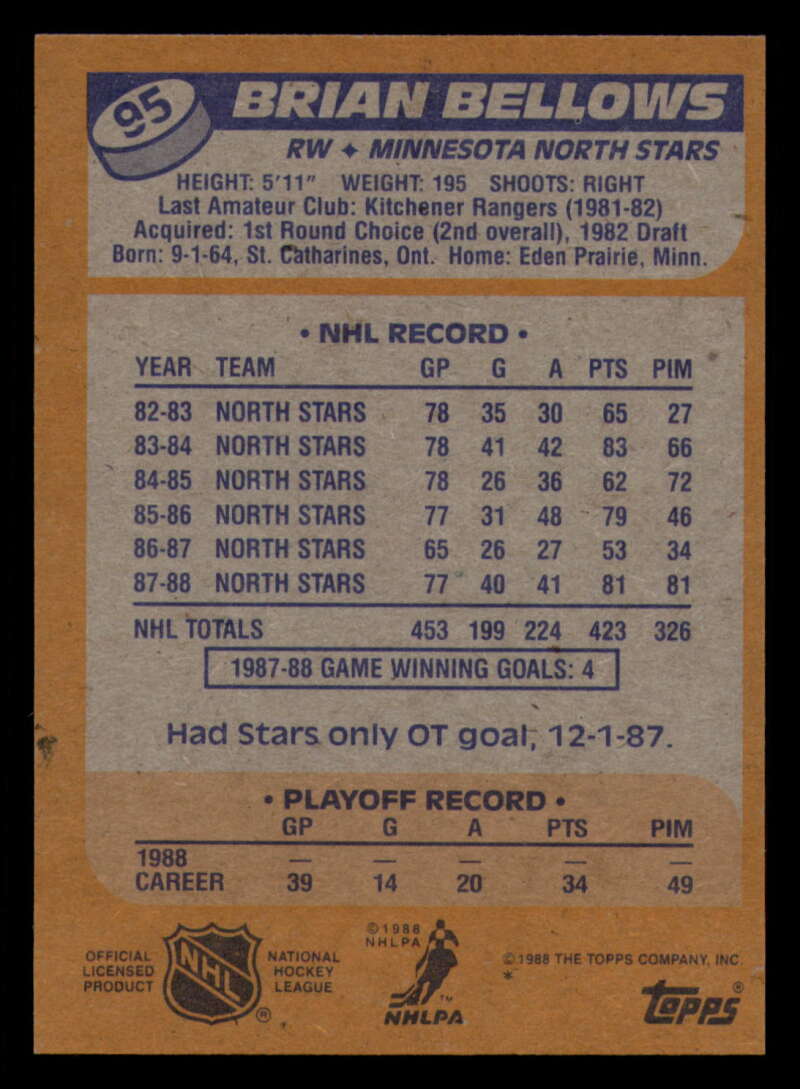 95 BRIAN BELLOWS
RW ✦ MINNESOTA NORTH STARS
HEIGHT: 5'11" WEIGHT: 195 SHOOTS: RIGHT
Last Amateur Club: Kitchener Rangers (1981-82)
Acquired: 1st Round Choice (2nd overall), 1982 Draft
Born: 9-1-64, St. Catharines, Ont. Home: Eden Prairie, Minn.
• NHL RECORD •
YEAR TEAM GP G A PTS PIM
82-83 NORTH STARS 78 35 30 65 27
83-84 NORTH STARS 78 41 42 83 66
84-85 NORTH STARS 78 26 36 62 72
85-86 NORTH STARS 77 31 48 79 46
86-87 NORTH STARS 65 26 27 53 34
87-88 NORTH STARS 77 40 41 81 81
NHL TOTALS 453 199 224 423 326
1987-88 GAME WINNING GOALS: 4
Had Stars only OT goal, 12-1-87.
• PLAYOFF RECORD •
GP G A PTS PIM
1988 — — — — —
CAREER 39 14 20 34 49
OFFICIAL
LICENSED
PRODUCT
NHL
®
NATIONAL
HOCKEY
LEAGUE
©1988
NHLPA
™
NHLPA
©1988 THE TOPPS COMPANY, INC.
*
topps®